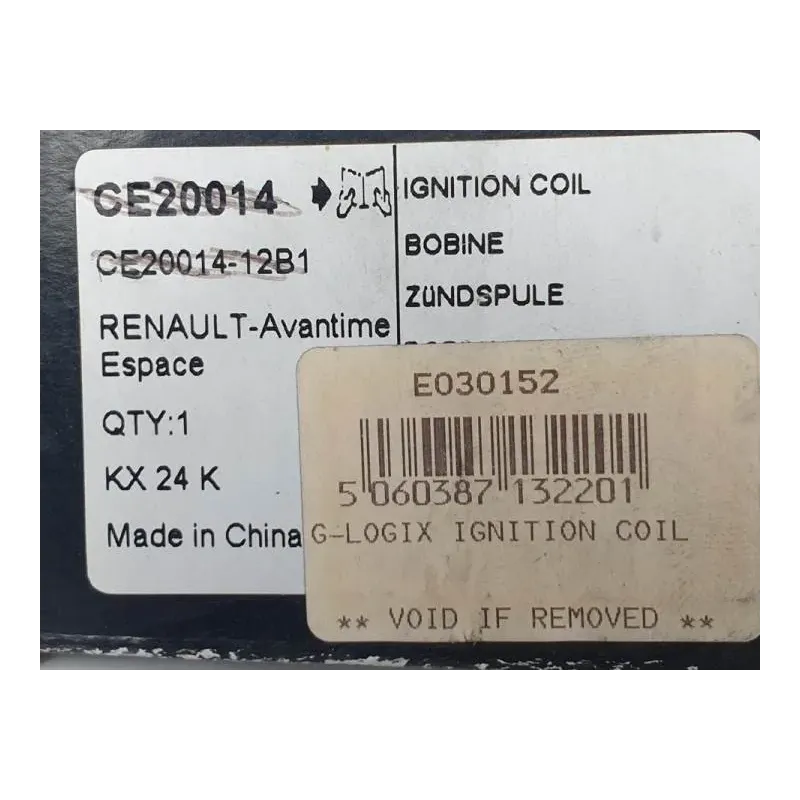 CE20014
CE20014-12B1
RENAULT-Avantime
Espace
QTY:1
KX 24 K
Made in China
IGNITION COIL
BOBINE
ZüNDSPULE
E030152
5 060387 132201
G-LOGIX IGNITION COIL
** VOID IF REMOVED **